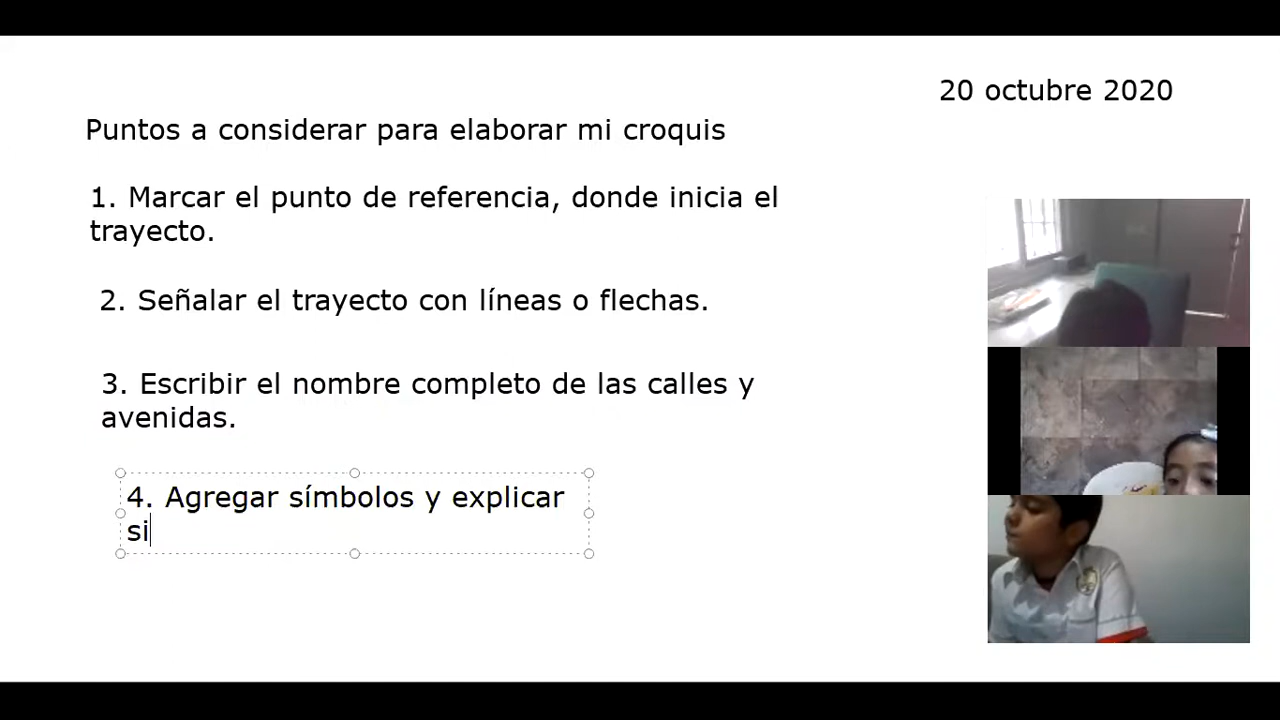 20 octubre 2020
Puntos a considerar para elaborar mi croquis
1. Marcar el punto de referencia, donde inicia el
trayecto.
2. Señalar el trayecto con líneas o flechas.
3. Escribir el nombre completo de las calles y
avenidas.
4. Agregar símbolos y explicar
si